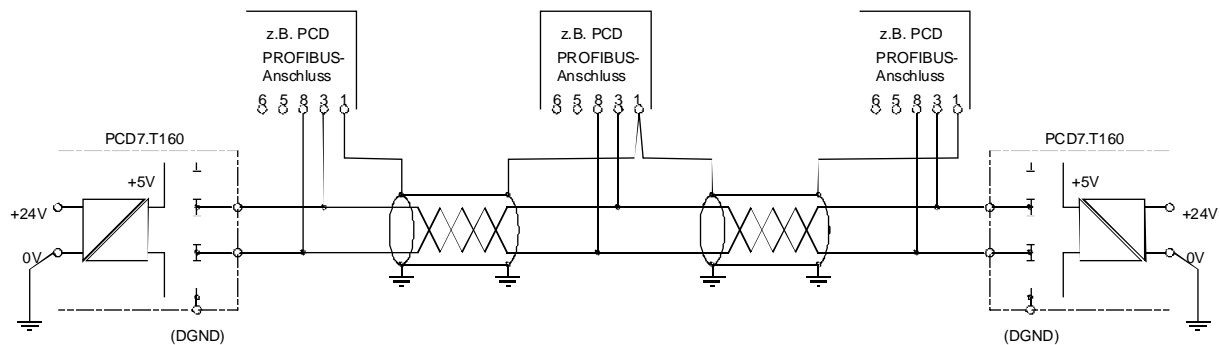 z.B. PCD
PROFIBUS-
Anschluss
6 5 8 3 1
z.B. PCD
PROFIBUS-
Anschluss
6 5 8 3 1
z.B. PCD
PROFIBUS-
Anschluss
6 5 8 3 1
PCD7.T160
+5V
+24V
0V
(DGND)
PCD7.T160
+5V
+24V
0V
(DGND)